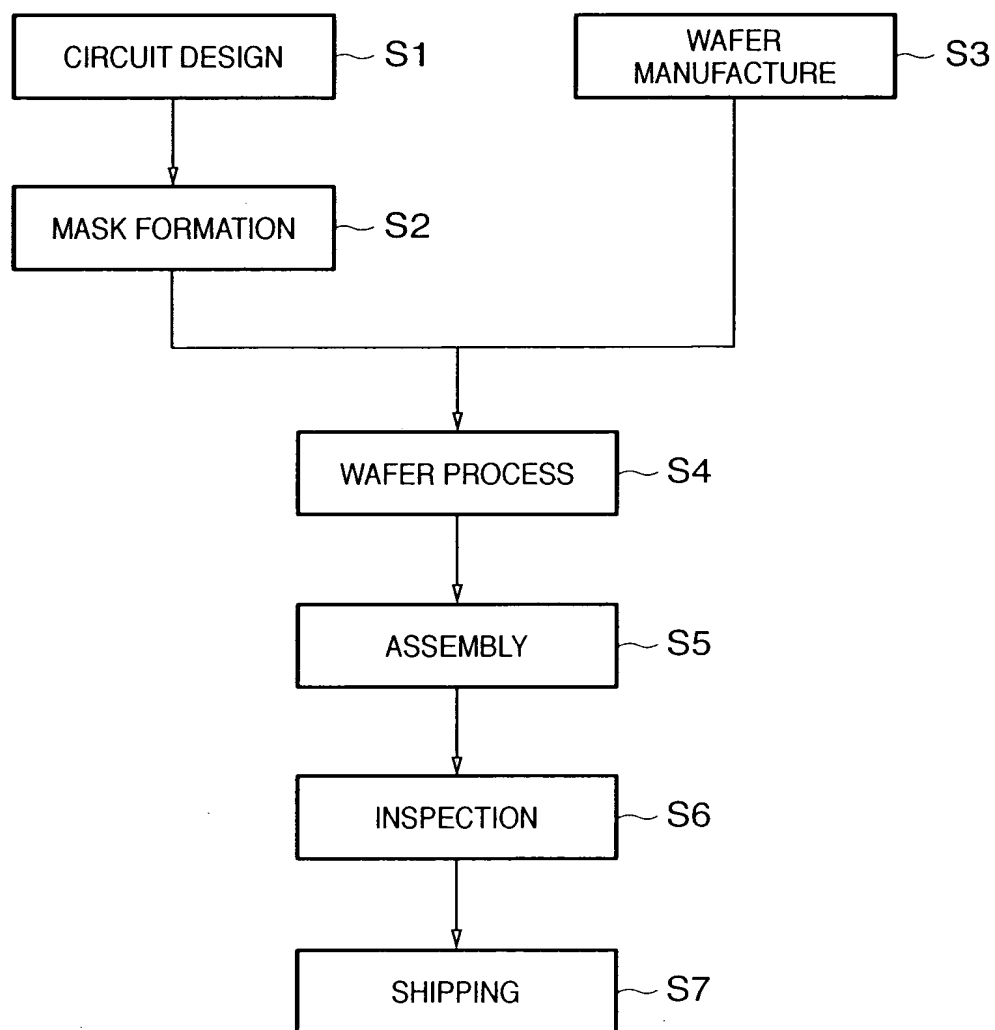 CIRCUIT DESIGN S1
WAFER
MANUFACTURE S3
MASK FORMATION S2
WAFER PROCESS S4
ASSEMBLY S5
INSPECTION S6
SHIPPING S7